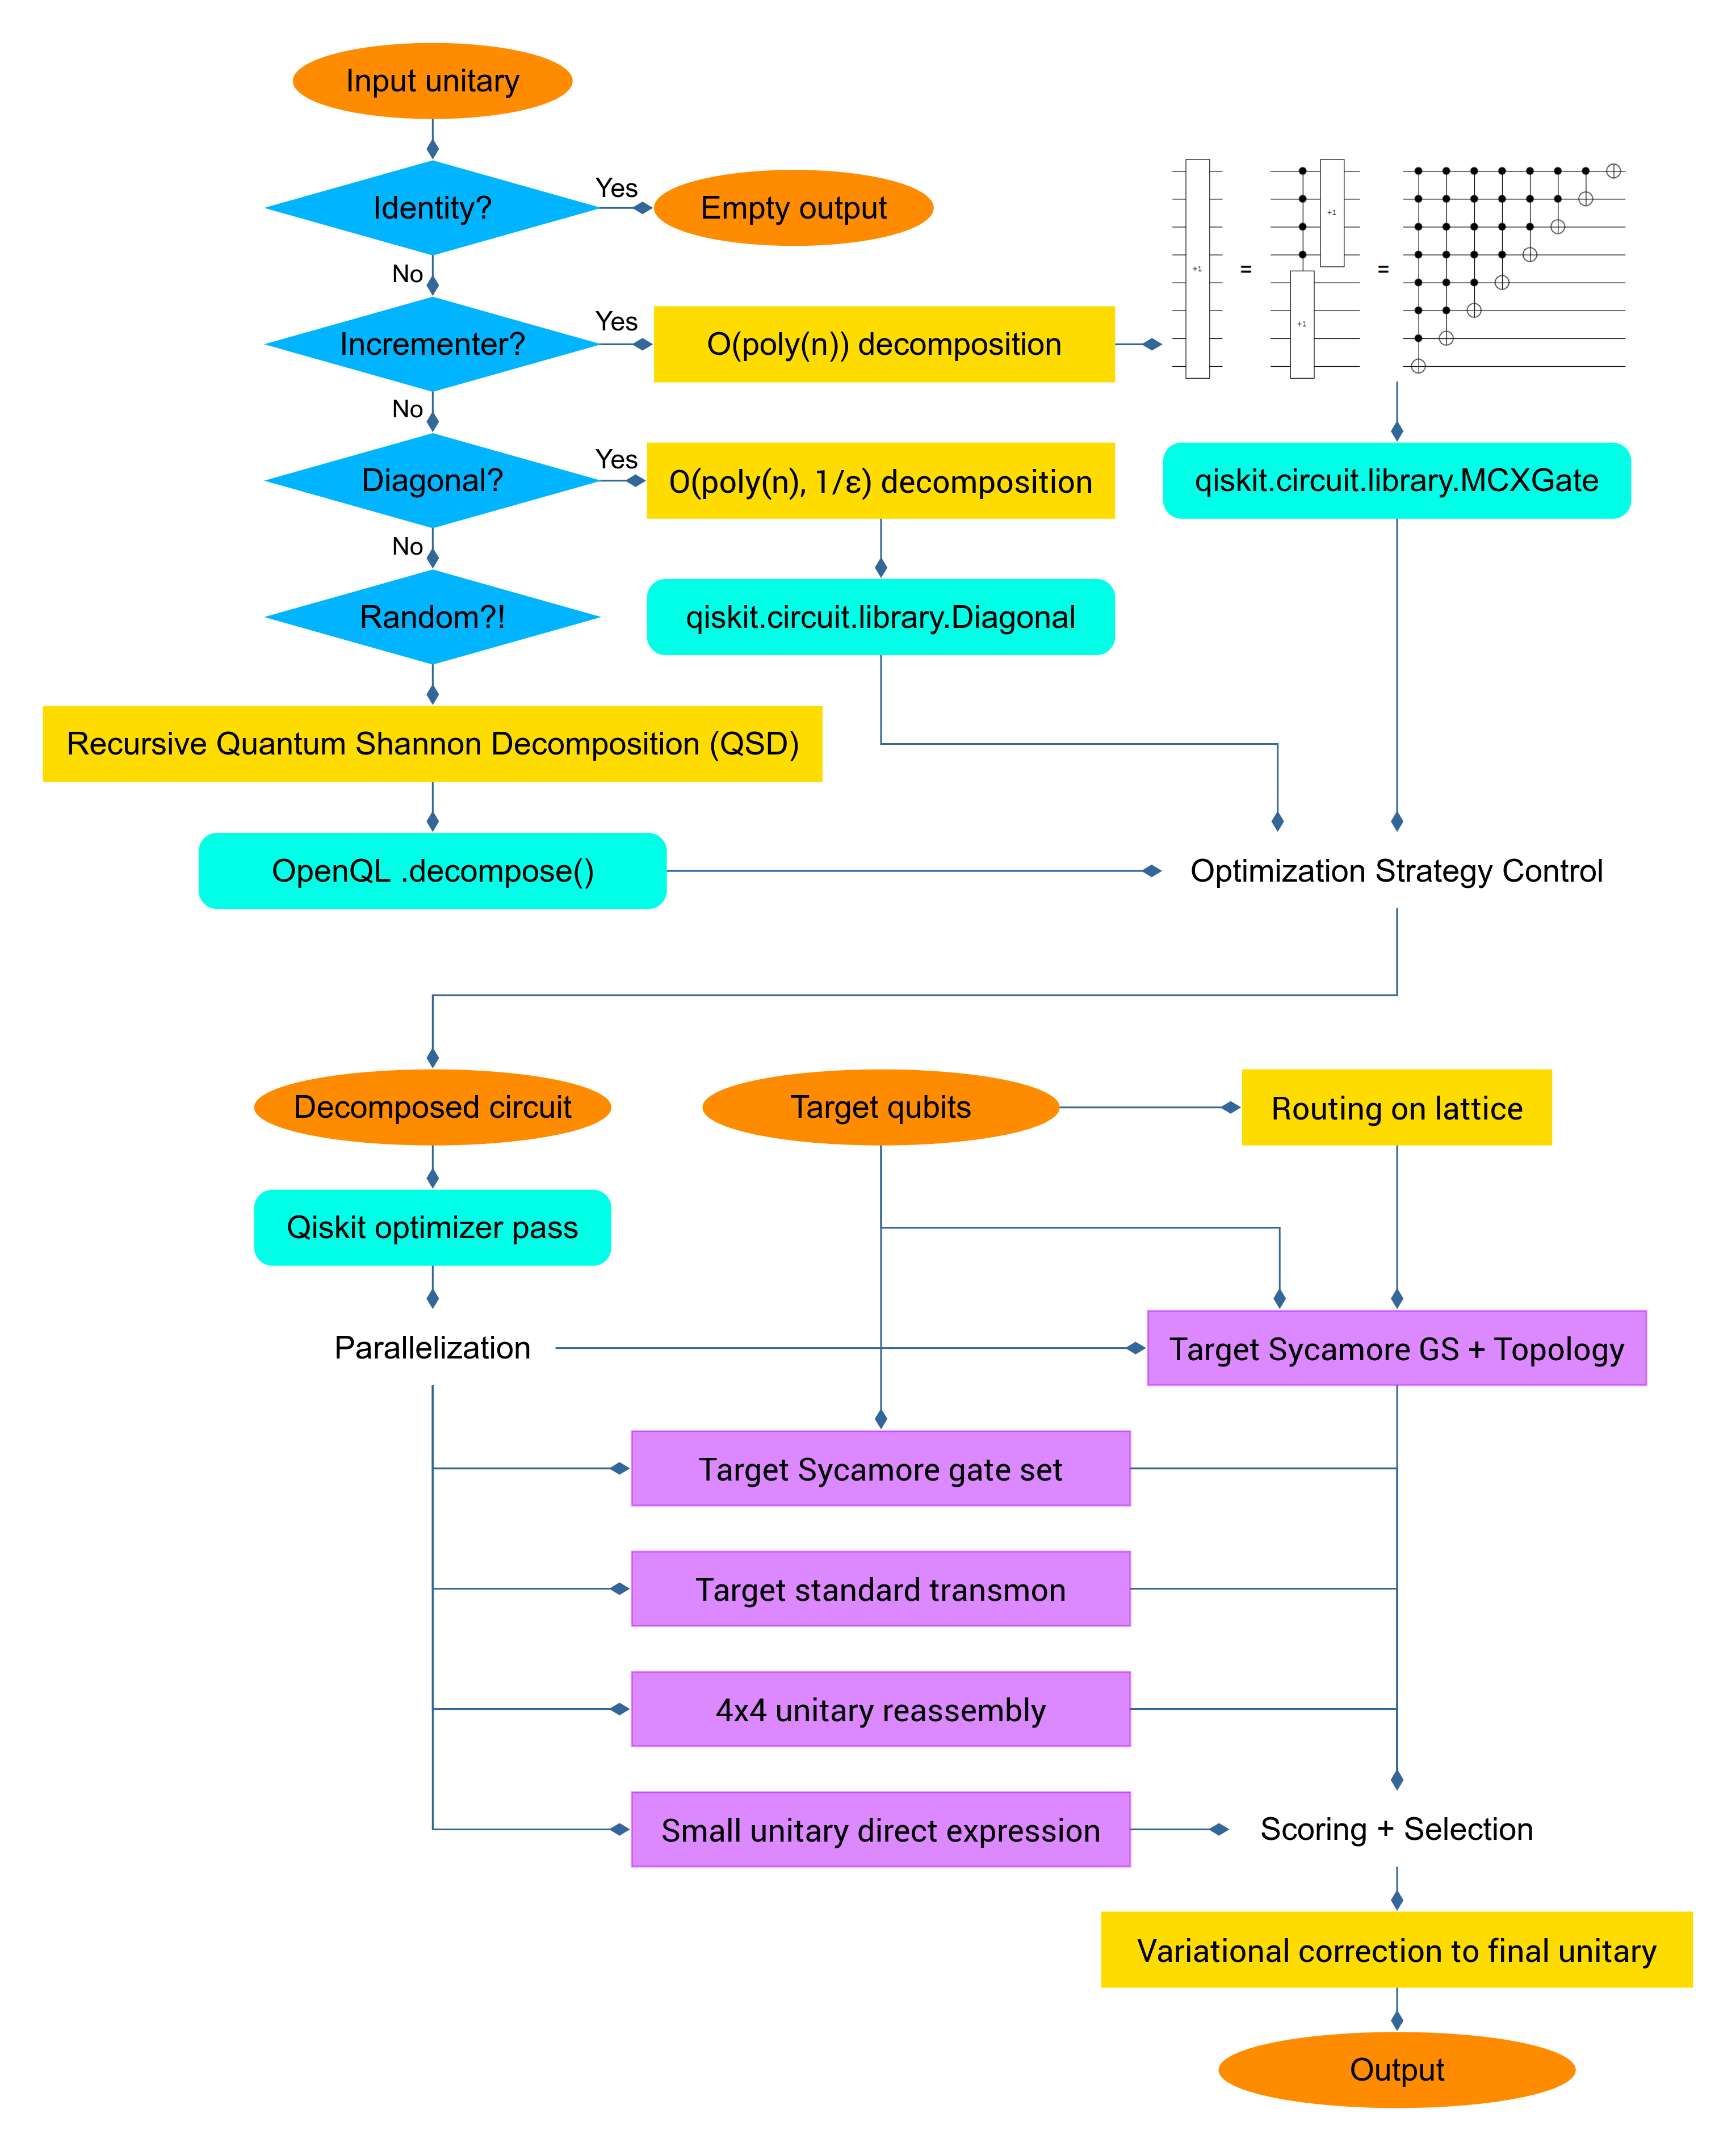 Input unitary
Identity?
Yes
Empty output
No
Incrementer?
Yes
O(poly(n)) decomposition
+1
=
+1
+1
=
No
Diagonal?
Yes
O(poly(n), 1/ε) decomposition
qiskit.circuit.library.MCXGate
No
Random?!
qiskit.circuit.library.Diagonal
Recursive Quantum Shannon Decomposition (QSD)
OpenQL .decompose()
Optimization Strategy Control
Decomposed circuit
Target qubits
Routing on lattice
Qiskit optimizer pass
Parallelization
Target Sycamore GS + Topology
Target Sycamore gate set
Target standard transmon
4x4 unitary reassembly
Small unitary direct expression
Scoring + Selection
Variational correction to final unitary
Output